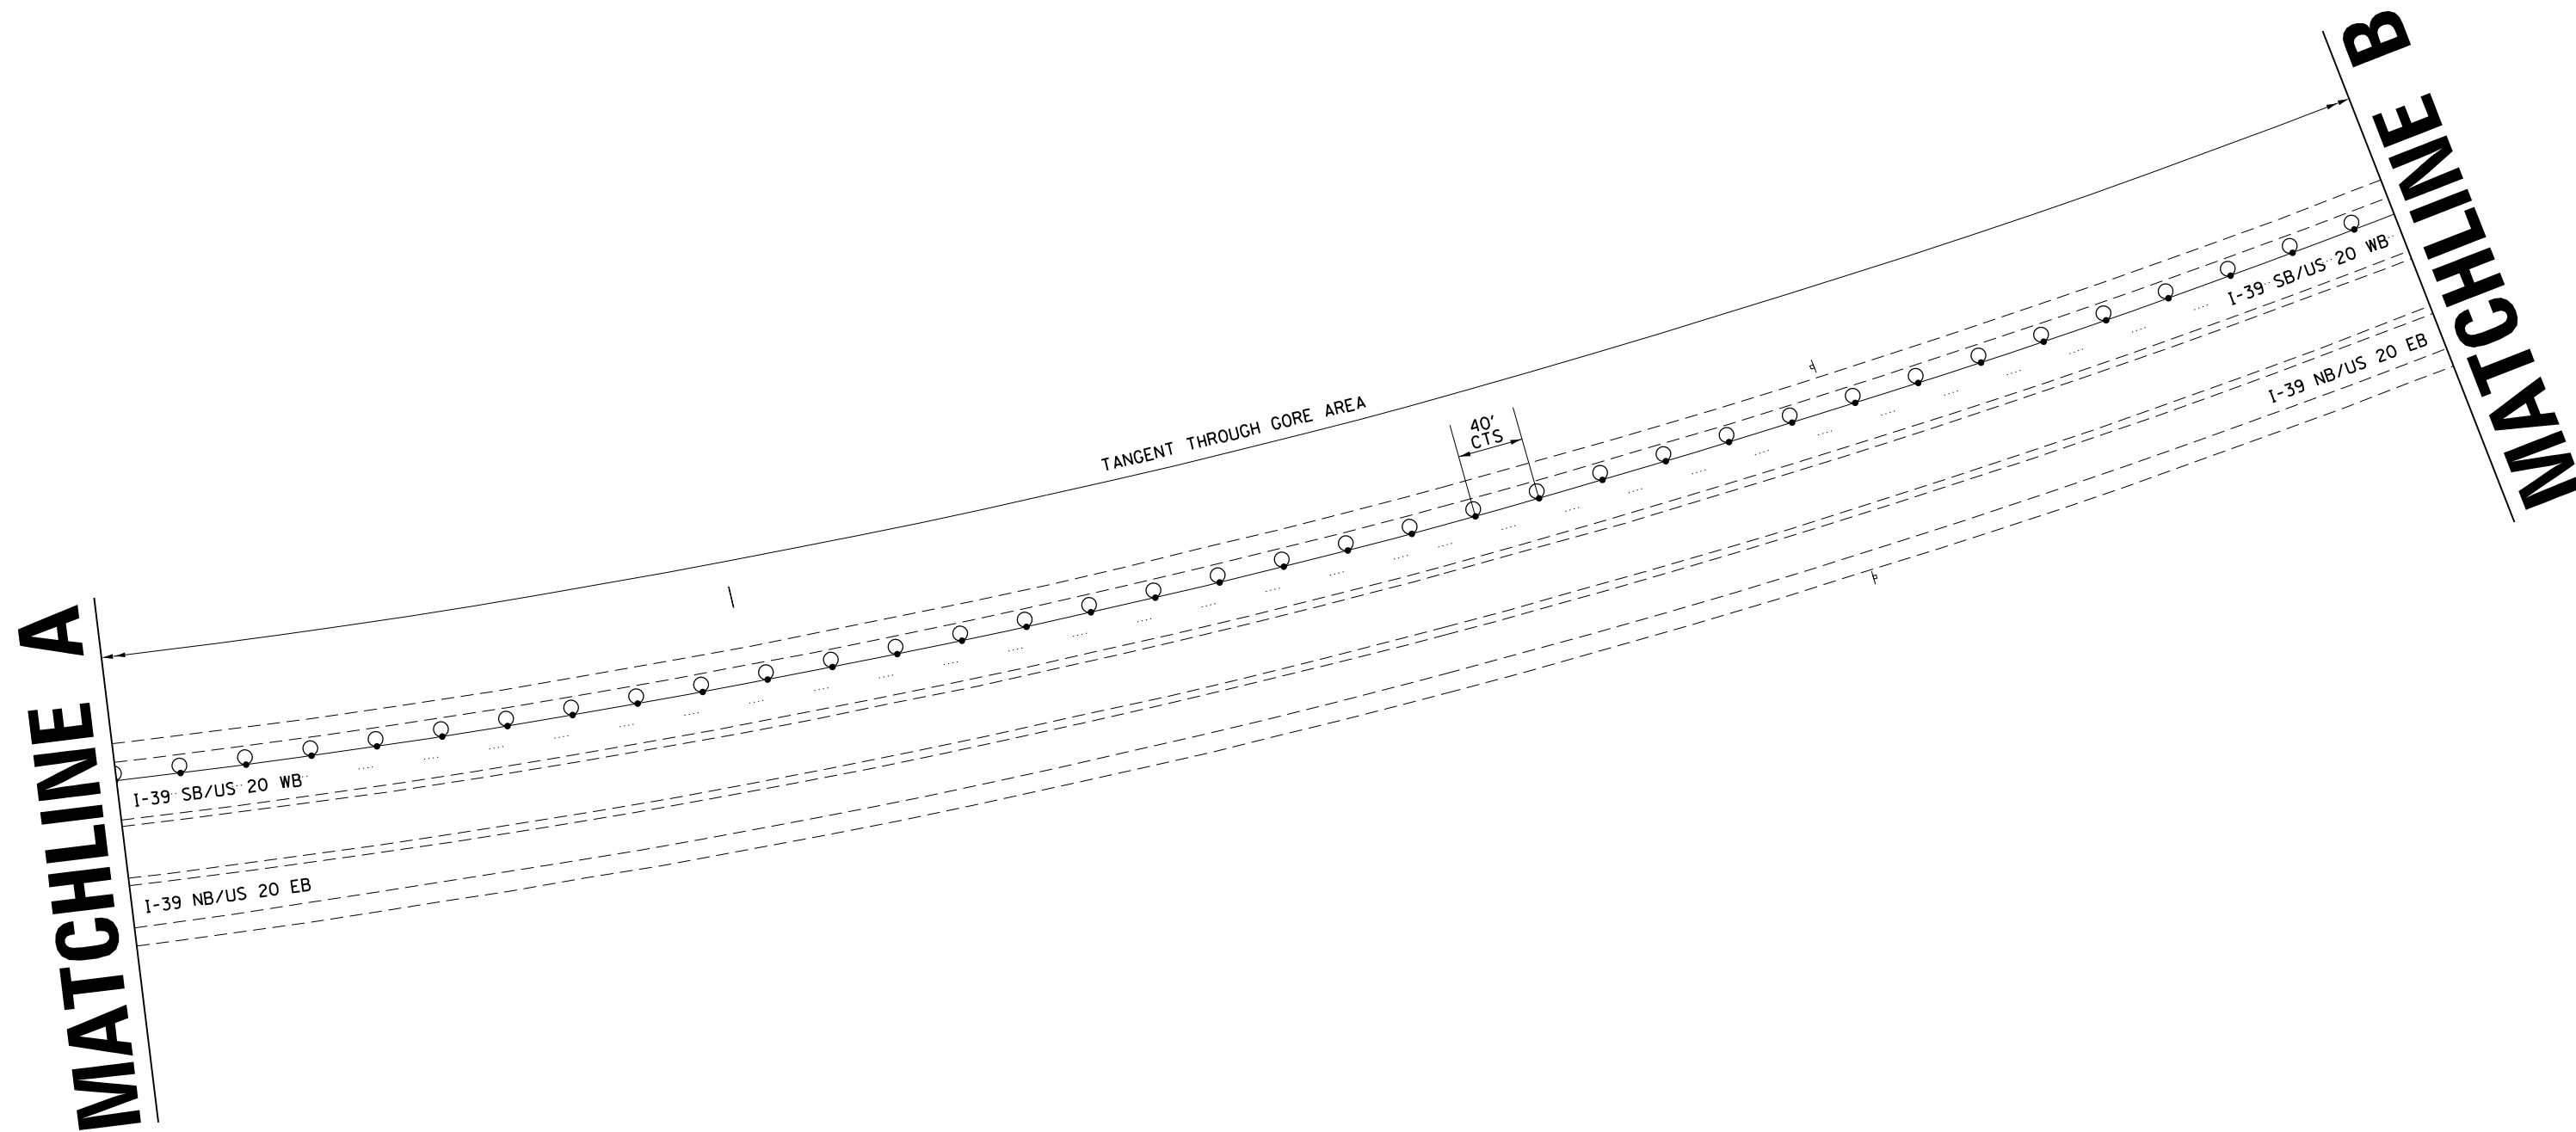 MATCHLINE A
MATCHLINE B
TANGENT THROUGH GORE AREA
40'
CTS
I-39 SB/US 20 WB
I-39 NB/US 20 EB
I-39 SB/US 20 WB
I-39 NB/US 20 EB